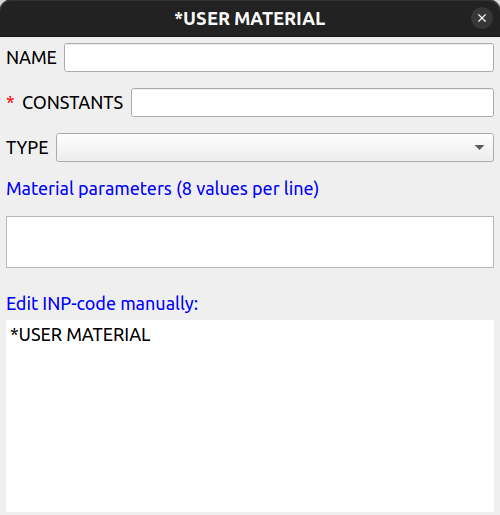 *USER MATERIAL
NAME
* CONSTANTS
TYPE
Material parameters (8 values per line)
Edit INP-code manually:
*USER MATERIAL